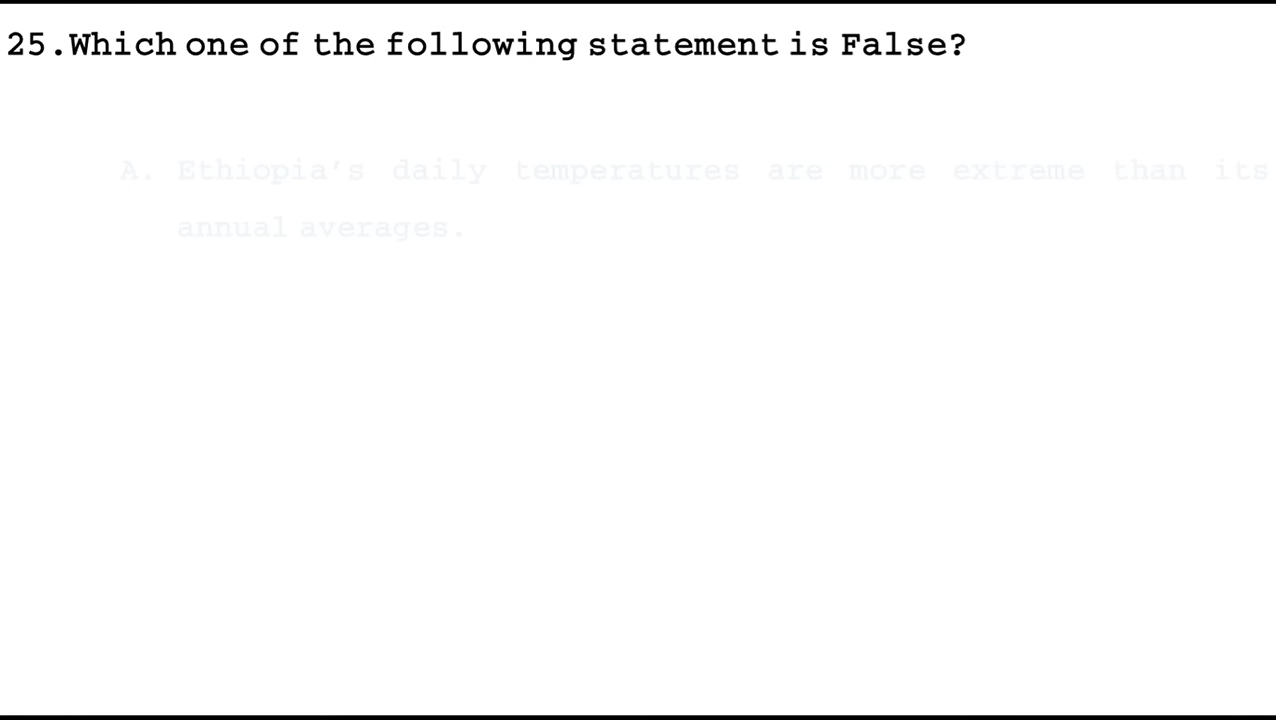 25.Which one of the following statement is False?
A. Ethiopia’s daily temperatures are more extreme than its
annual averages.